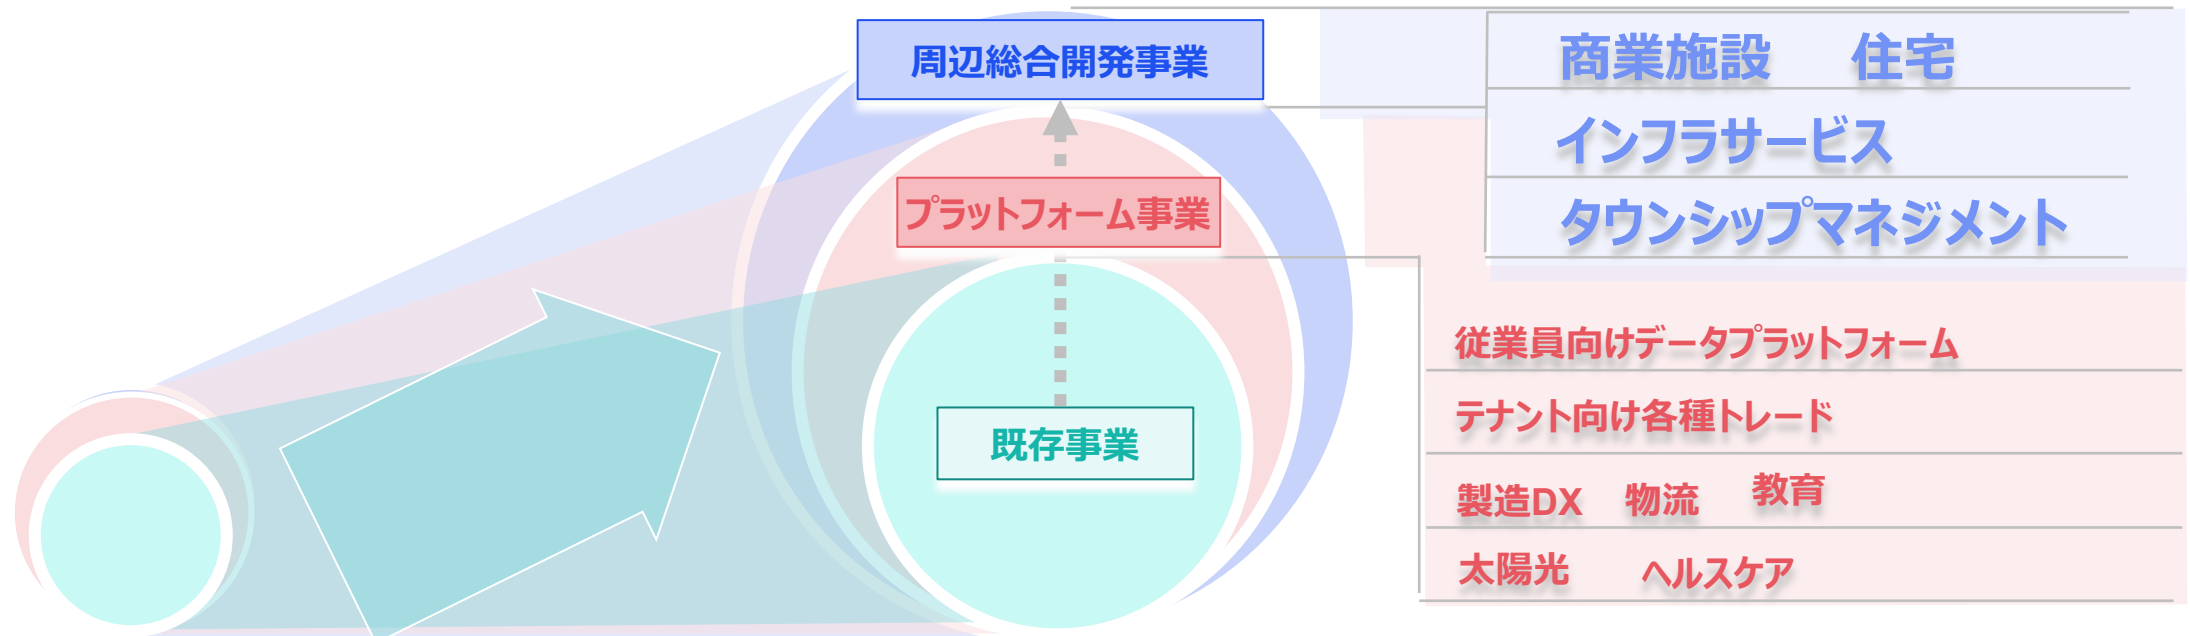 周辺総合開発事業
プラットフォーム事業
既存事業
商業施設 住宅
インフラサービス
タウンシップマネジメント
従業員向けデータプラットフォーム
テナント向け各種トレード
製造DX 物流 教育
太陽光 ヘルスケア